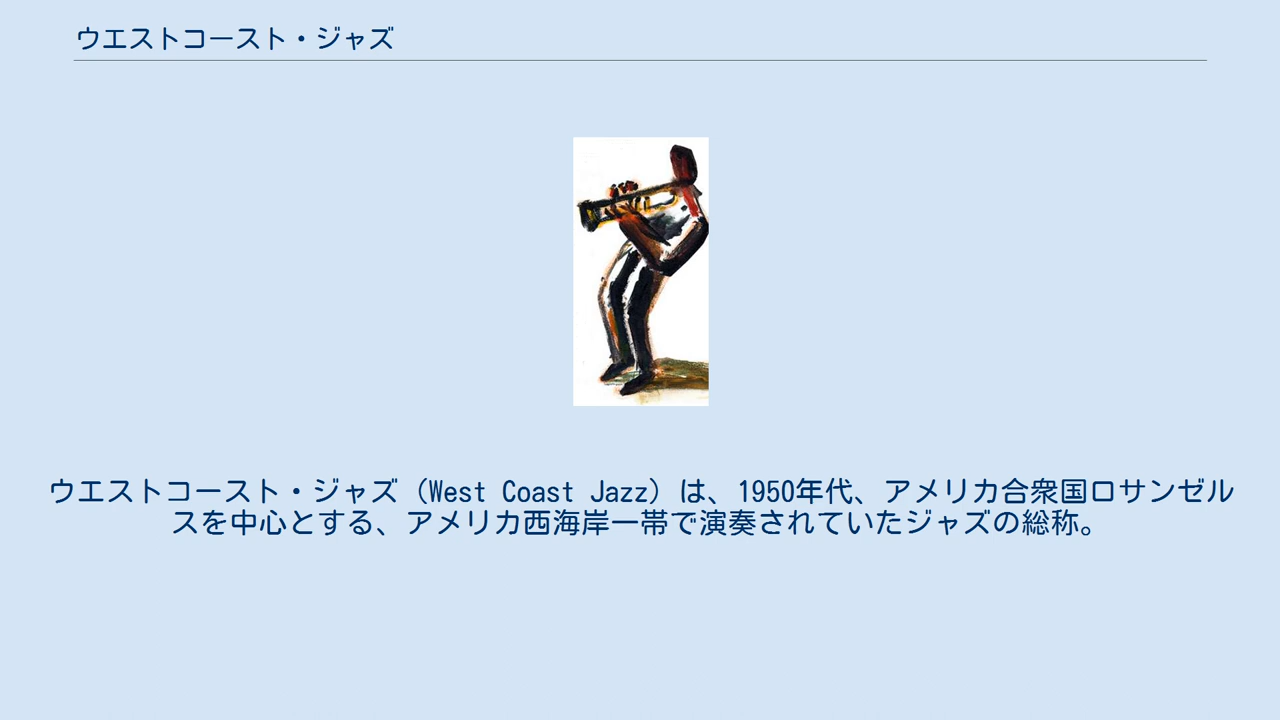 ウエストコースト・ジャズ
ウエストコースト・ジャズ（West Coast Jazz）は、1950年代、アメリカ合衆国ロサンゼル
スを中心とする、アメリカ西海岸一帯で演奏されていたジャズの総称。